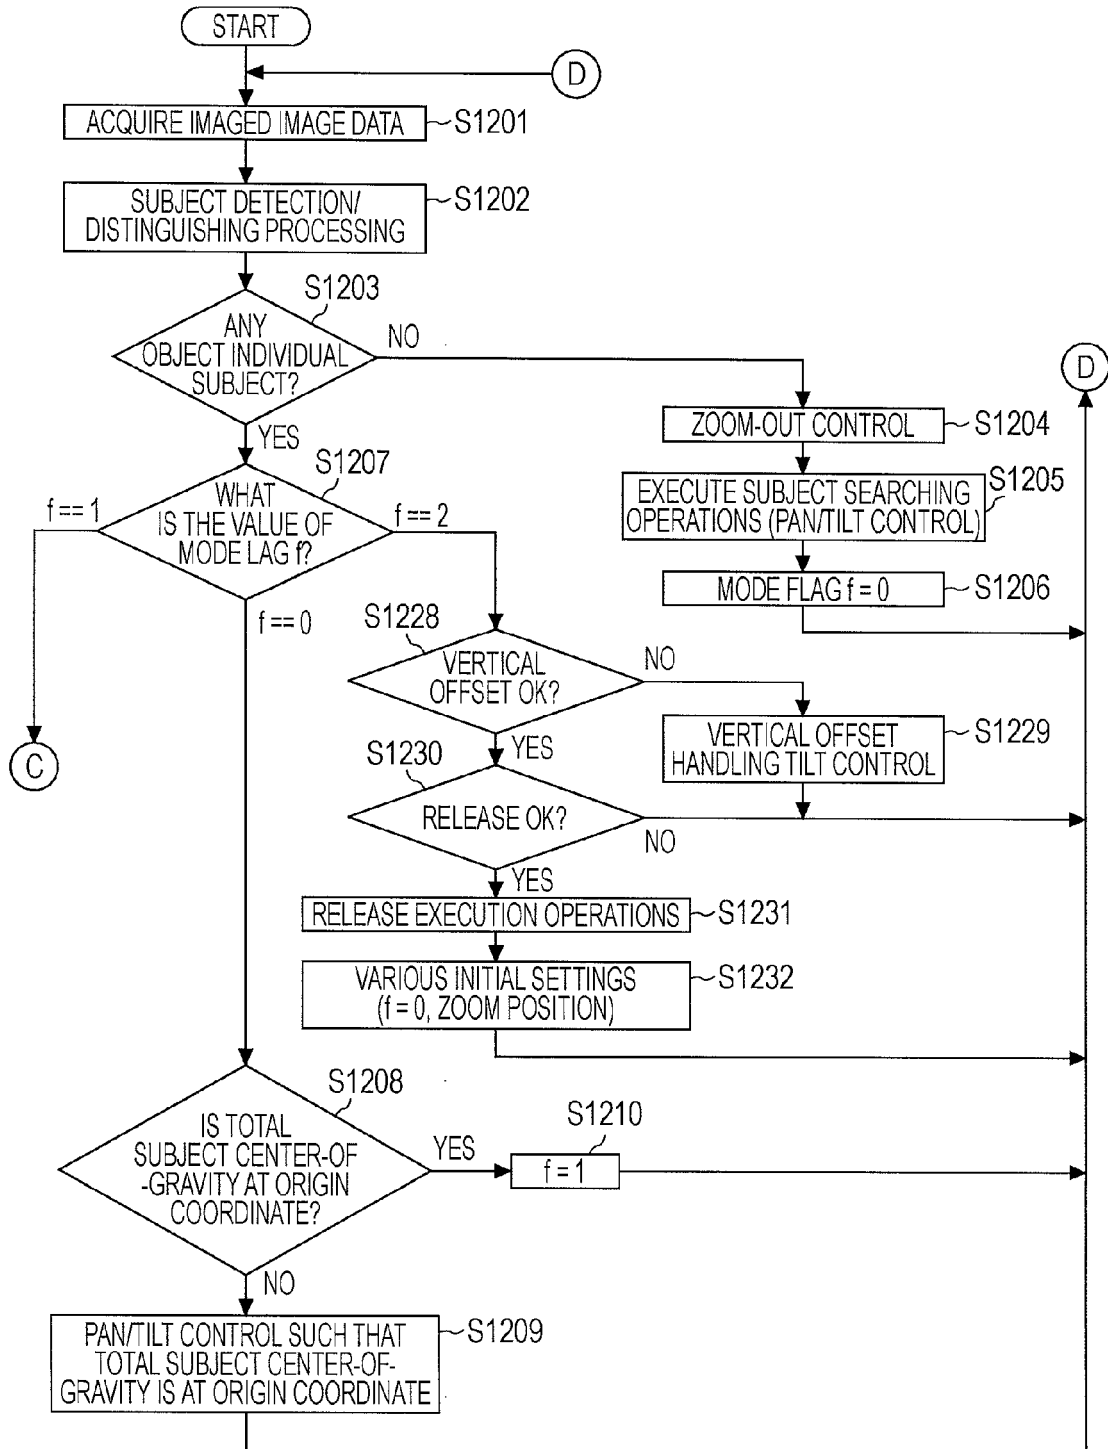 START
D
ACQUIRE IMAGED IMAGE DATA
S1201
SUBJECT DETECTION/
DISTINGUISHING PROCESSING
S1202
S1203
ANY
OBJECT INDIVIDUAL
SUBJECT?
NO
YES
D
ZOOM-OUT CONTROL
S1204
EXECUTE SUBJECT SEARCHING
OPERATIONS (PAN/TILT CONTROL)
S1205
MODE FLAG f = 0
S1206
S1207
WHAT
IS THE VALUE OF
MODE LAG f?
f == 1
f == 2
f == 0
C
S1228
VERTICAL
OFFSET OK?
NO
YES
VERTICAL OFFSET
HANDLING TILT CONTROL
S1229
S1230
RELEASE OK?
NO
YES
RELEASE EXECUTION OPERATIONS
S1231
VARIOUS INITIAL SETTINGS
(f = 0, ZOOM POSITION)
S1232
S1208
IS TOTAL
SUBJECT CENTER-OF
-GRAVITY AT ORIGIN
COORDINATE?
YES
S1210
f = 1
NO
PAN/TILT CONTROL SUCH THAT
TOTAL SUBJECT CENTER-OF-
GRAVITY IS AT ORIGIN COORDINATE
S1209